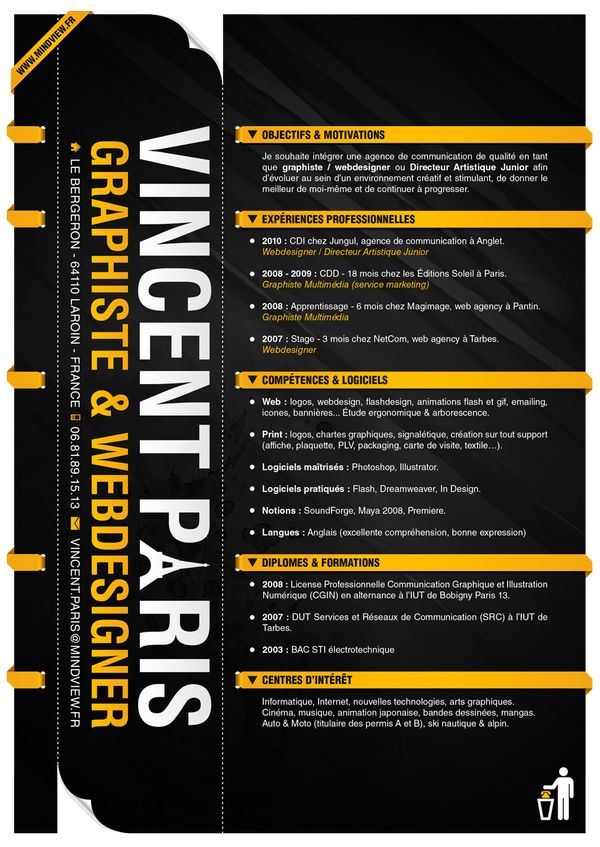 WWW.MINDVIEW.FR
VINCENT PARIS
GRAPHISTE & WEBDESIGNER
LE BERGERON - 64110 LAROIN - FRANCE 06.81.89.15.13 VINCENT.PARIS@MINDVIEW.FR
OBJECTIFS & MOTIVATIONS
Je souhaite intégrer une agence de communication de qualité en tant
que graphiste / webdesigner ou Directeur Artistique Junior afin
d'évoluer au sein d'un environnement créatif et stimulant, de donner le
meilleur de moi-même et de continuer à progresser.
EXPÉRIENCES PROFESSIONNELLES
2010 : CDI chez Jungul, agence de communication à Anglet.
Webdesigner / Directeur Artistique Junior
2008 - 2009 : CDD - 18 mois chez les Éditions Soleil à Paris.
Graphiste Multimédia (service marketing)
2008 : Apprentissage - 6 mois chez Magimage, web agency à Pantin.
Graphiste Multimédia
2007 : Stage - 3 mois chez NetCom, web agency à Tarbes.
Webdesigner
COMPÉTENCES & LOGICIELS
Web : logos, webdesign, flashdesign, animations flash et gif, emailing,
icones, bannières... Étude ergonomique & arborescence.
Print : logos, chartes graphiques, signalétique, création sur tout support
(affiche, plaquette, PLV, packaging, carte de visite, textile...).
Logiciels maîtrisés : Photoshop, Illustrator.
Logiciels pratiqués : Flash, Dreamweaver, In Design.
Notions : SoundForge, Maya 2008, Premiere.
Langues : Anglais (excellente compréhension, bonne expression)
DIPLOMES & FORMATIONS
2008 : License Professionnelle Communication Graphique et Illustration
Numérique (CGIN) en alternance à l'IUT de Bobigny Paris 13.
2007 : DUT Services et Réseaux de Communication (SRC) à l'IUT de
Tarbes.
2003 : BAC STI électrotechnique
CENTRES D'INTÉRÊT
Informatique, Internet, nouvelles technologies, arts graphiques.
Cinéma, musique, animation japonaise, bandes dessinées, mangas.
Auto & Moto (titulaire des permis A et B), ski nautique & alpin.